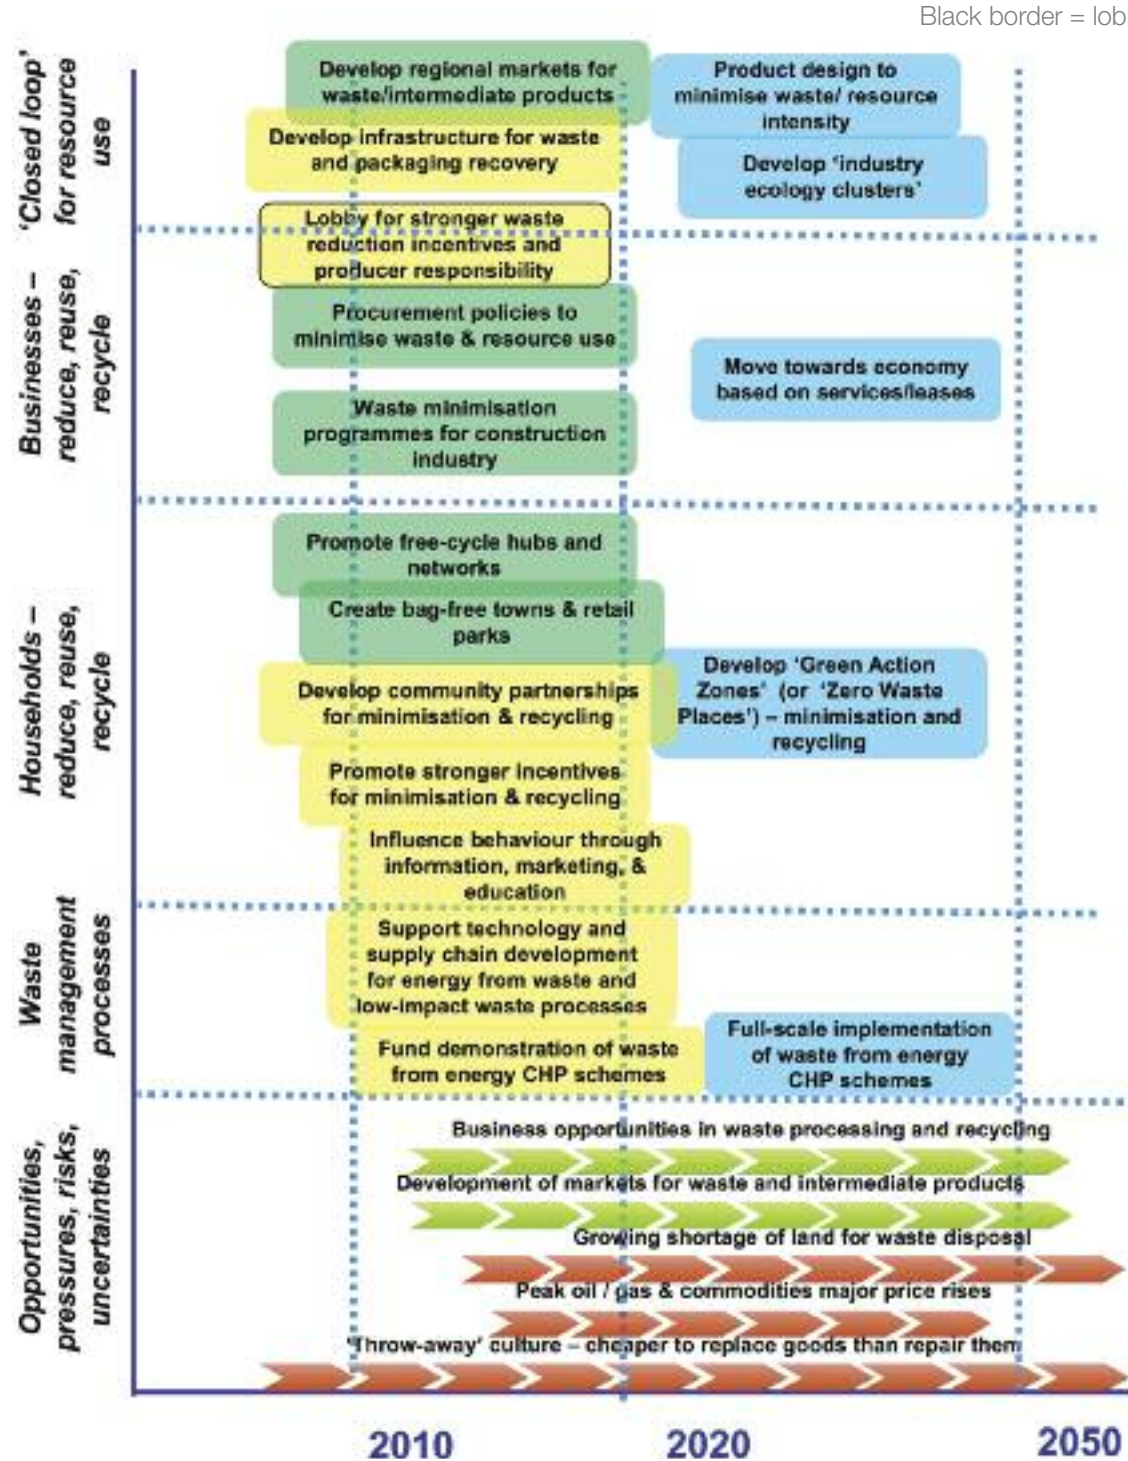 Black border = lob
'Closed loop'
for resource
use
Develop regional markets for
waste/intermediate products
Product design to
minimise waste/ resource
intensity
Develop infrastructure for waste
and packaging recovery
Develop 'industry
ecology clusters'
Lobby for stronger waste
reduction incentives and
producer responsibility
Businesses –
reduce, reuse,
recycle
Procurement policies to
minimise waste & resource use
Move towards economy
based on services/leases
Waste minimisation
programmes for construction
industry
Households –
reduce, reuse,
recycle
Promote free-cycle hubs and
networks
Create bag-free towns & retail
parks
Develop community partnerships
for minimisation & recycling
Develop 'Green Action
Zones' (or 'Zero Waste
Places') – minimisation and
recycling
Promote stronger incentives
for minimisation & recycling
Influence behaviour through
information, marketing, &
education
Waste
management
processes
Support technology and
supply chain development
for energy from waste and
low-impact waste processes
Fund demonstration of waste
from energy CHP schemes
Full-scale implementation
of waste from energy
CHP schemes
Opportunities,
pressures, risks,
uncertainties
Business opportunities in waste processing and recycling
Development of markets for waste and intermediate products
Growing shortage of land for waste disposal
Peak oil / gas & commodities major price rises
'Throw-away' culture – cheaper to replace goods than repair them
2010
2020
2050